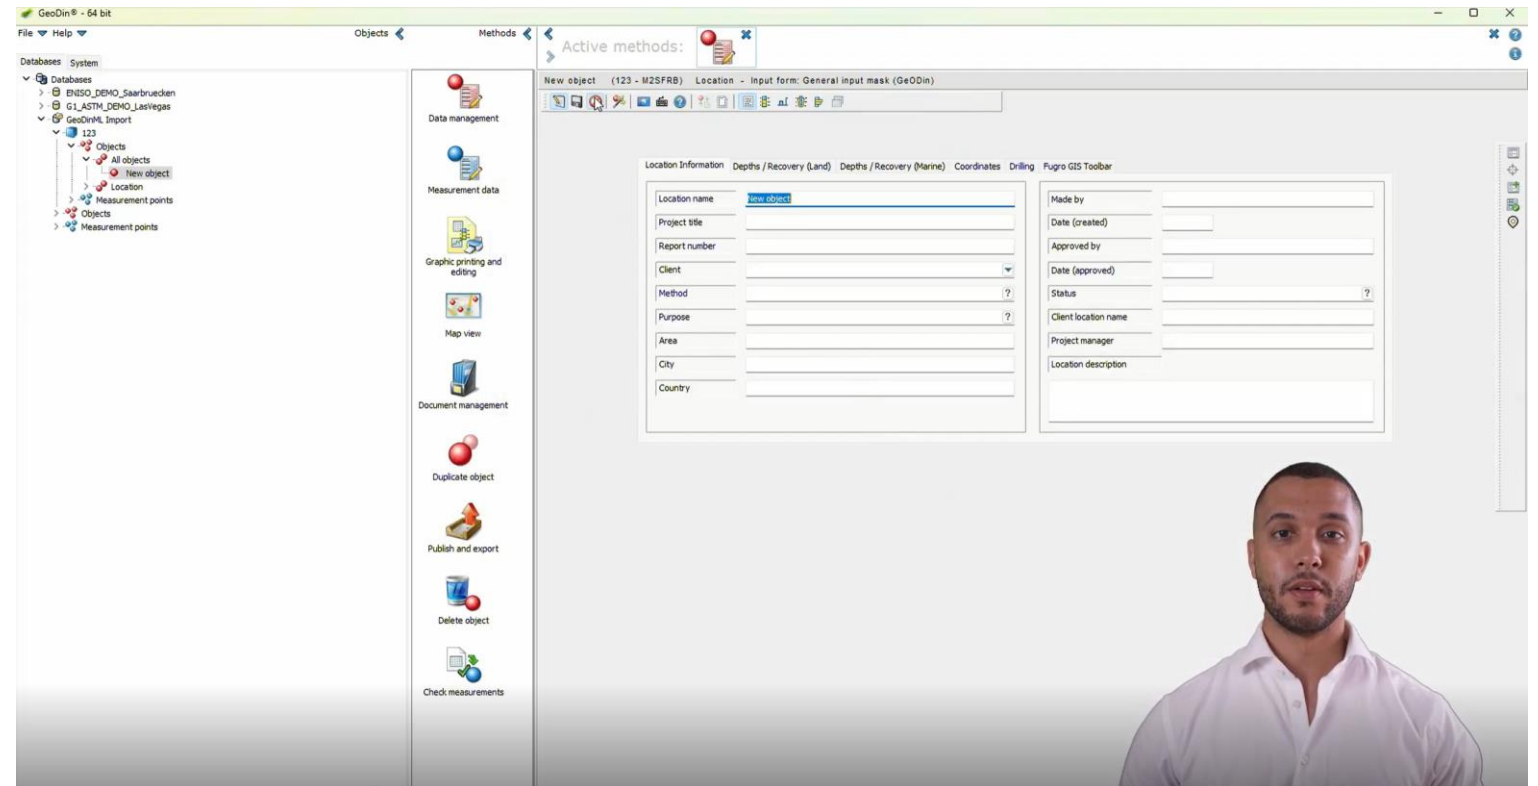 GeoDin® - 64 bit
File Help Objects Methods
Active methods:
Databases System
Databases
ENISO_DEMO_Saarbruecken
G1_ASTM_DEMO_LasVegas
GeoDinML Import
123
Objects
All objects
New object
Location
Measurement points
Objects
Measurement points
Data management
Measurement data
Graphic printing and
editing
Map view
Document management
Duplicate object
Publish and export
Delete object
Check measurements
New object (123 - M2SFRB) Location - Input form: General input mask (GeODin)
Location Information Depths / Recovery (Land) Depths / Recovery (Marine) Coordinates Drilling Fugro GIS Toolbar
Location name New object
Project title
Report number
Client
Method ?
Purpose ?
Area
City
Country
Made by
Date (created)
Approved by
Date (approved)
Status ?
Client location name
Project manager
Location description